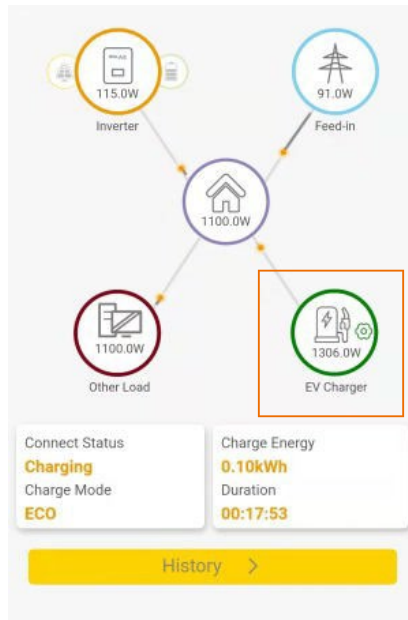 115.0W
91.0W
Inverter
Feed-in
1100.0W
1100.0W
1306.0W
Other Load
EV Charger
Connect Status
Charging
Charge Mode
ECO
Charge Energy
0.10kWh
Duration
00:17:53
History >